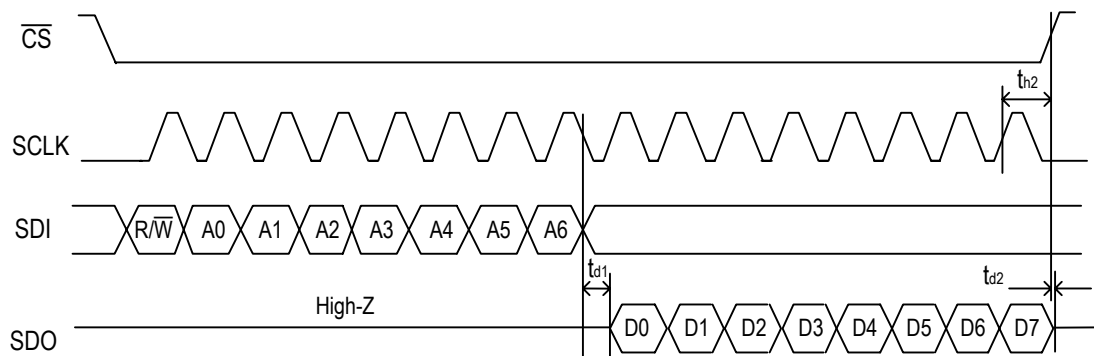 C̅S̅
th2
SCLK
SDI R/W̅ A0 A1 A2 A3 A4 A5 A6
td1 td2
High-Z
SDO D0 D1 D2 D3 D4 D5 D6 D7